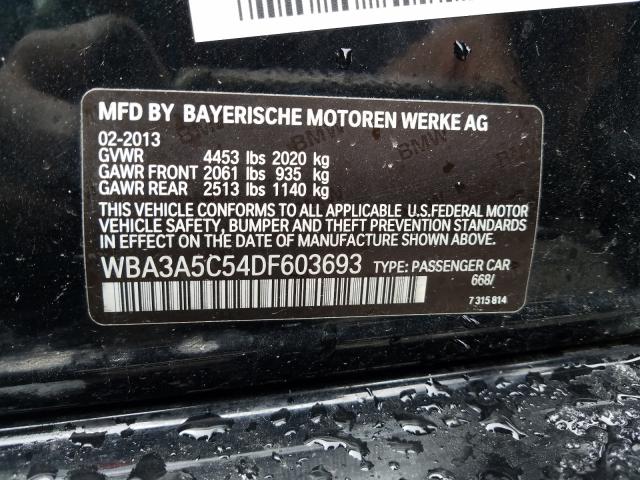 MFD BY BAYERISCHE MOTOREN WERKE AG
02-2013
GVWR 4453 lbs 2020 kg
GAWR FRONT 2061 lbs 935 kg
GAWR REAR 2513 lbs 1140 kg
THIS VEHICLE CONFORMS TO ALL APPLICABLE U.S.FEDERAL MOTOR
VEHICLE SAFETY, BUMPER AND THEFT PREVENTION STANDARDS
IN EFFECT ON THE DATE OF MANUFACTURE SHOWN ABOVE.
WBA3A5C54DF603693 TYPE: PASSENGER CAR
668/
7 315 814